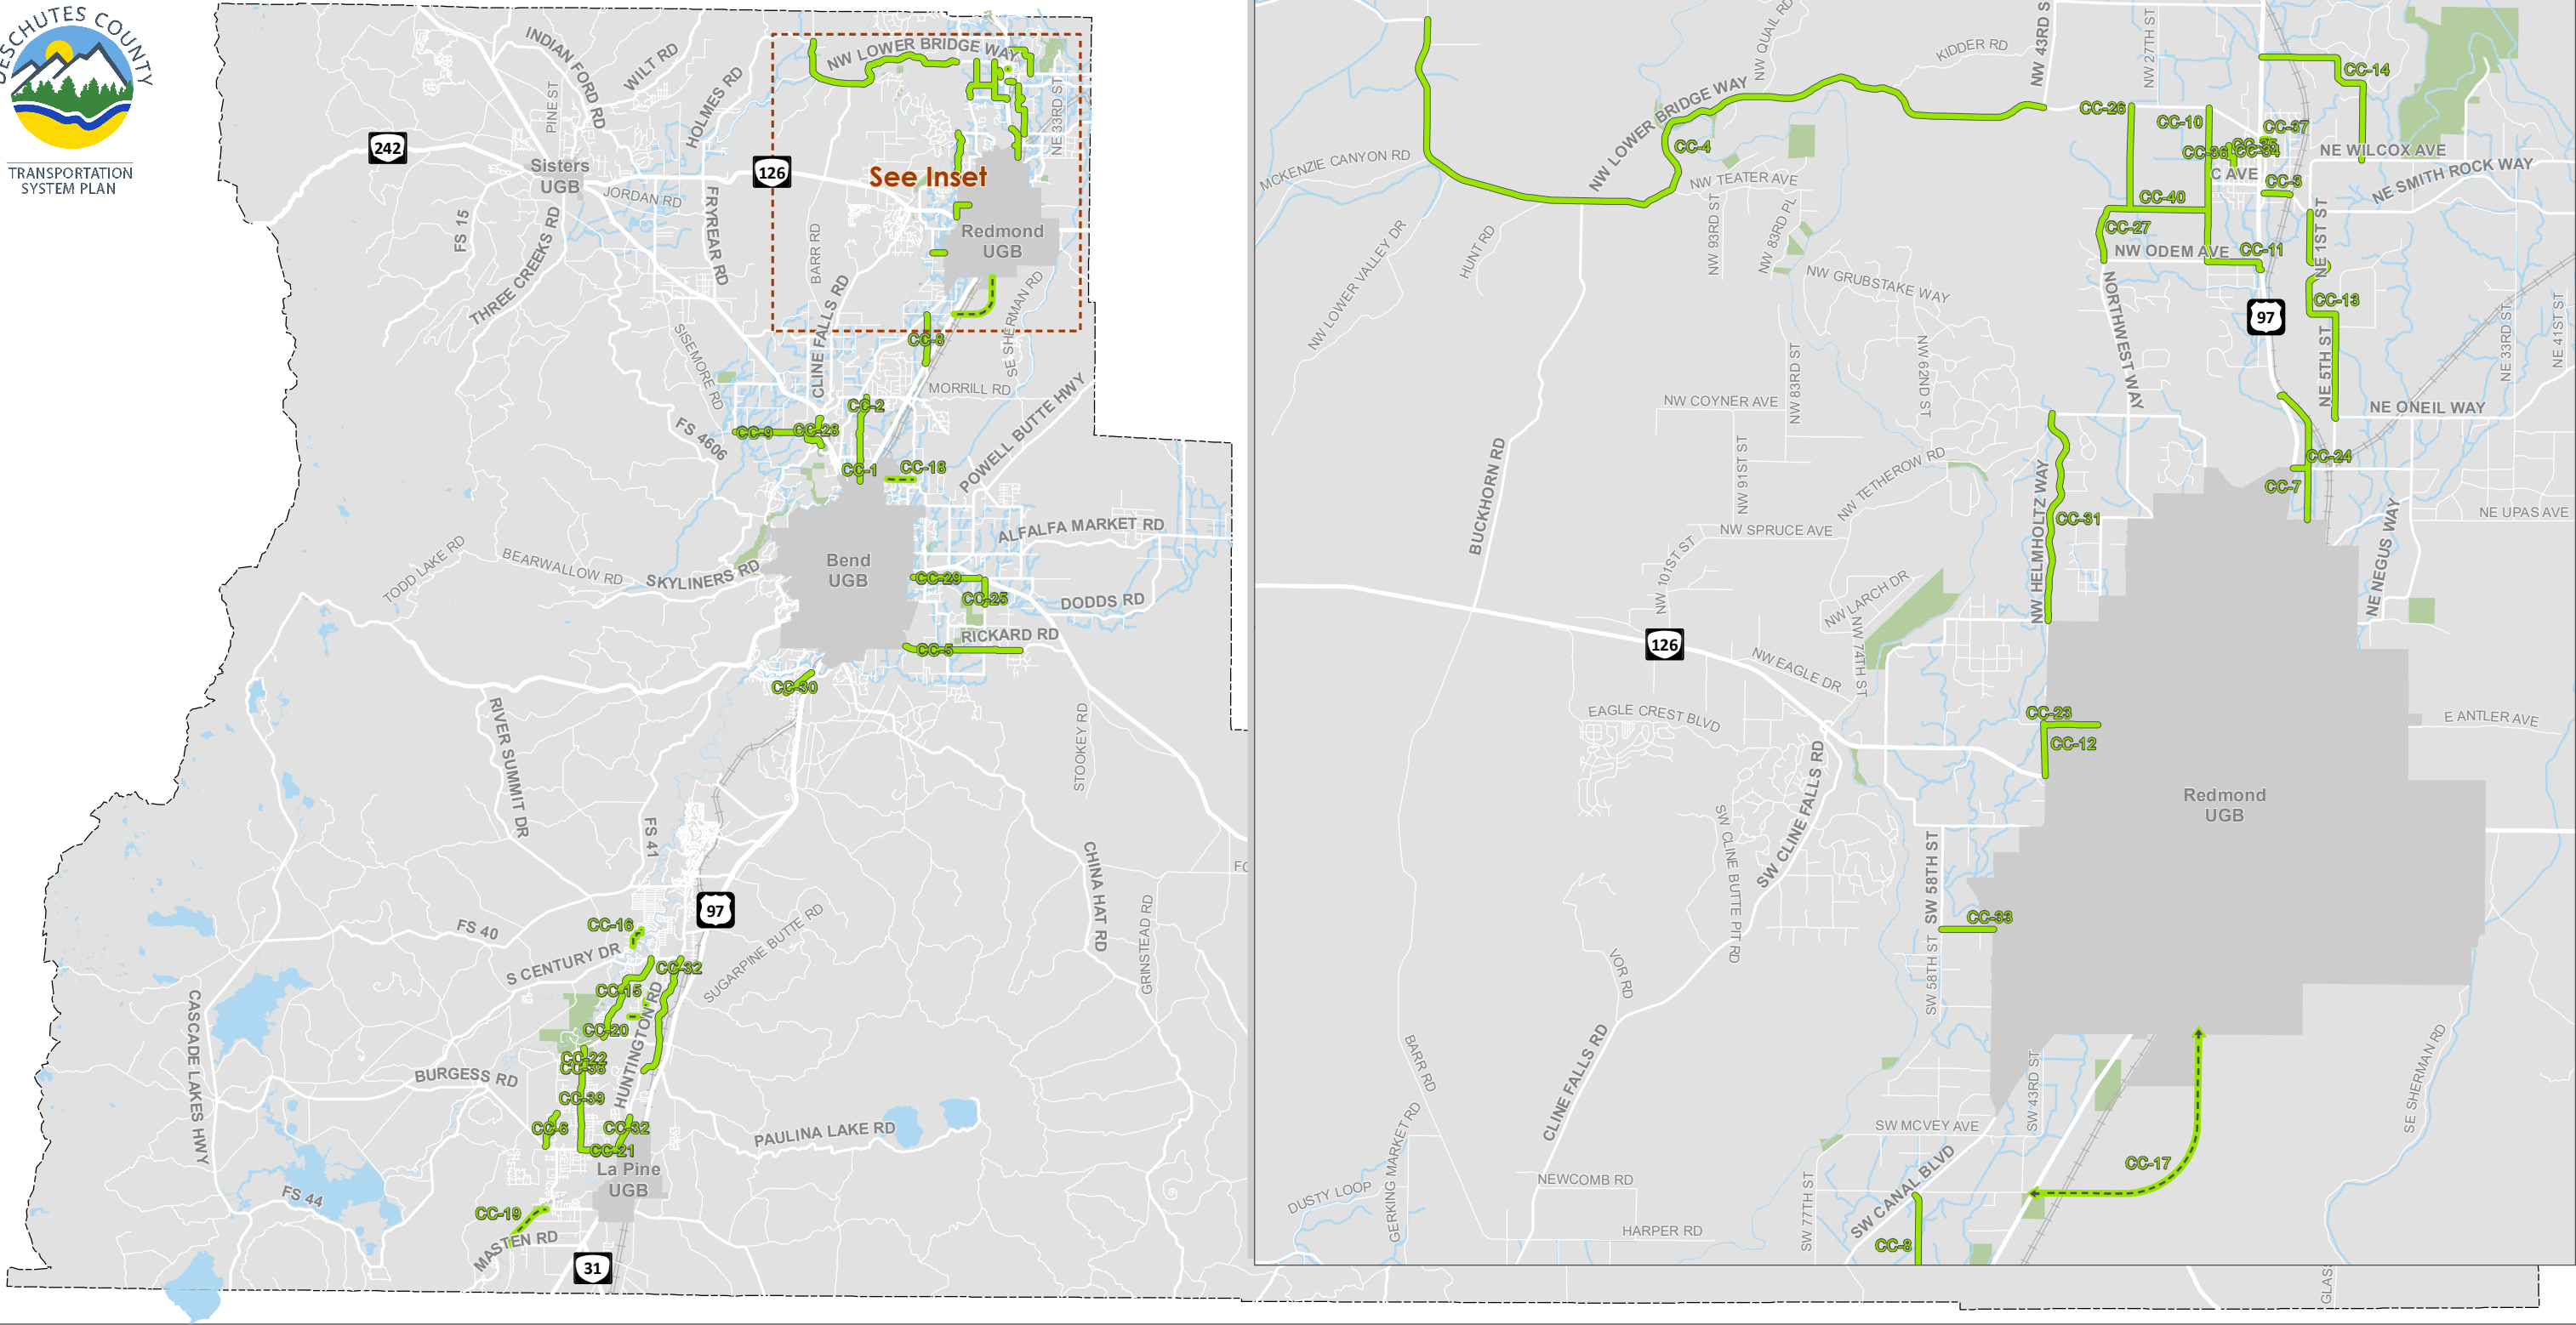 DESCHUTES COUNTY
TRANSPORTATION
SYSTEM PLAN
242
INDIAN FORD RD
WILT RD
PINE ST
HOLMES RD
NW LOWER BRIDGE WAY
NE 33RD ST
126
Sisters
UGB
See Inset
JORDAN RD
FRYREAR RD
FS 15
THREE CREEKS RD
BARR RD
Redmond
UGB
CLINE FALLS RD
SE SHERMAN RD
SISEMORE RD
CC-8
MORRILL RD
POWELL BUTTE HWY
CC-2
CC-9
CC-28
FS 4606
CC-1
CC-18
ALFALFA MARKET RD
TODD LAKE RD
BEARWALLOW RD
SKYLINERS RD
Bend
UGB
CC-29
CC-25
DODDS RD
RICKARD RD
CC-5
CC-30
RIVER SUMMIT DR
STOOKEY RD
FS 41
CHINA HAT RD
GRINSTEAD RD
97
SUGARPINE BUTTE RD
CC-16
FS 40
S CENTURY DR
CC-32
CC-15
CC-20
HUNTINGTON RD
CASCADE LAKES HWY
CC-22
CC-38
BURGESS RD
CC-39
CC-6
CC-32
CC-21
PAULINA LAKE RD
La Pine
UGB
FS 44
CC-19
MASTEN RD
31
NW QUAIL RD
KIDDER RD
NW 43RD S
NW 27TH ST
CC-14
NW LOWER BRIDGE WAY
CC-4
CC-26
CC-10
CC-37
CC-36
CC-34
C AVE
NE WILCOX AVE
NE SMITH ROCK WAY
MCKENZIE CANYON RD
NW TEATER AVE
CC-3
CC-40
CC-27
NW ODEM AVE
CC-11
NE 1ST ST
NW LOWER VALLEY DR
HUNT RD
NW 93RD ST
NW 83RD PL
NW GRUBSTAKE WAY
NORTHWEST WAY
97
CC-13
NE 5TH ST
NE 33RD ST
NE 41ST ST
NW 83RD ST
NW 62ND ST
NW COYNER AVE
NE ONEIL WAY
BUCKHORN RD
NW 91ST ST
NW TETHEROW RD
NW HELMHOLTZ WAY
CC-24
CC-7
CC-31
NW SPRUCE AVE
NE UPAS AVE
NW 101ST ST
NW LARCH DR
NE NEGUS WAY
126
NW EAGLE DR
NW 74TH ST
EAGLE CREST BLVD
CC-23
CC-12
E ANTLER AVE
SW CLINE FALLS RD
Redmond
UGB
SW CLINE BUTTE PIT RD
SW 58TH ST
CC-33
SW 58TH ST
VOR RD
CLINE FALLS RD
BARR RD
SW 43RD ST
SE SHERMAN RD
SW MCVEY AVE
GERKING MARKET RD
DUSTY LOOP
NEWCOMB RD
CC-17
SW CANAL BLVD
SW 77TH ST
HARPER RD
CC-8
GLAS